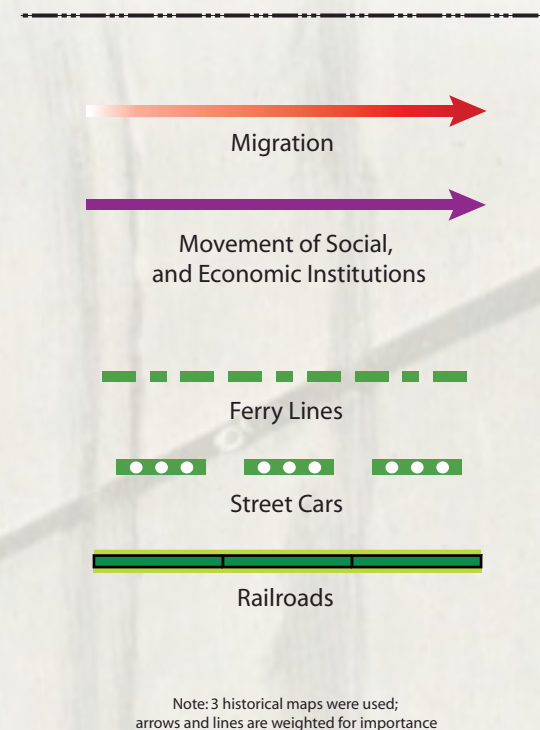 Migration
Movement of Social,
and Economic Institutions
Ferry Lines
Street Cars
Railroads
Note: 3 historical maps were used;
arrows and lines are weighted for importance